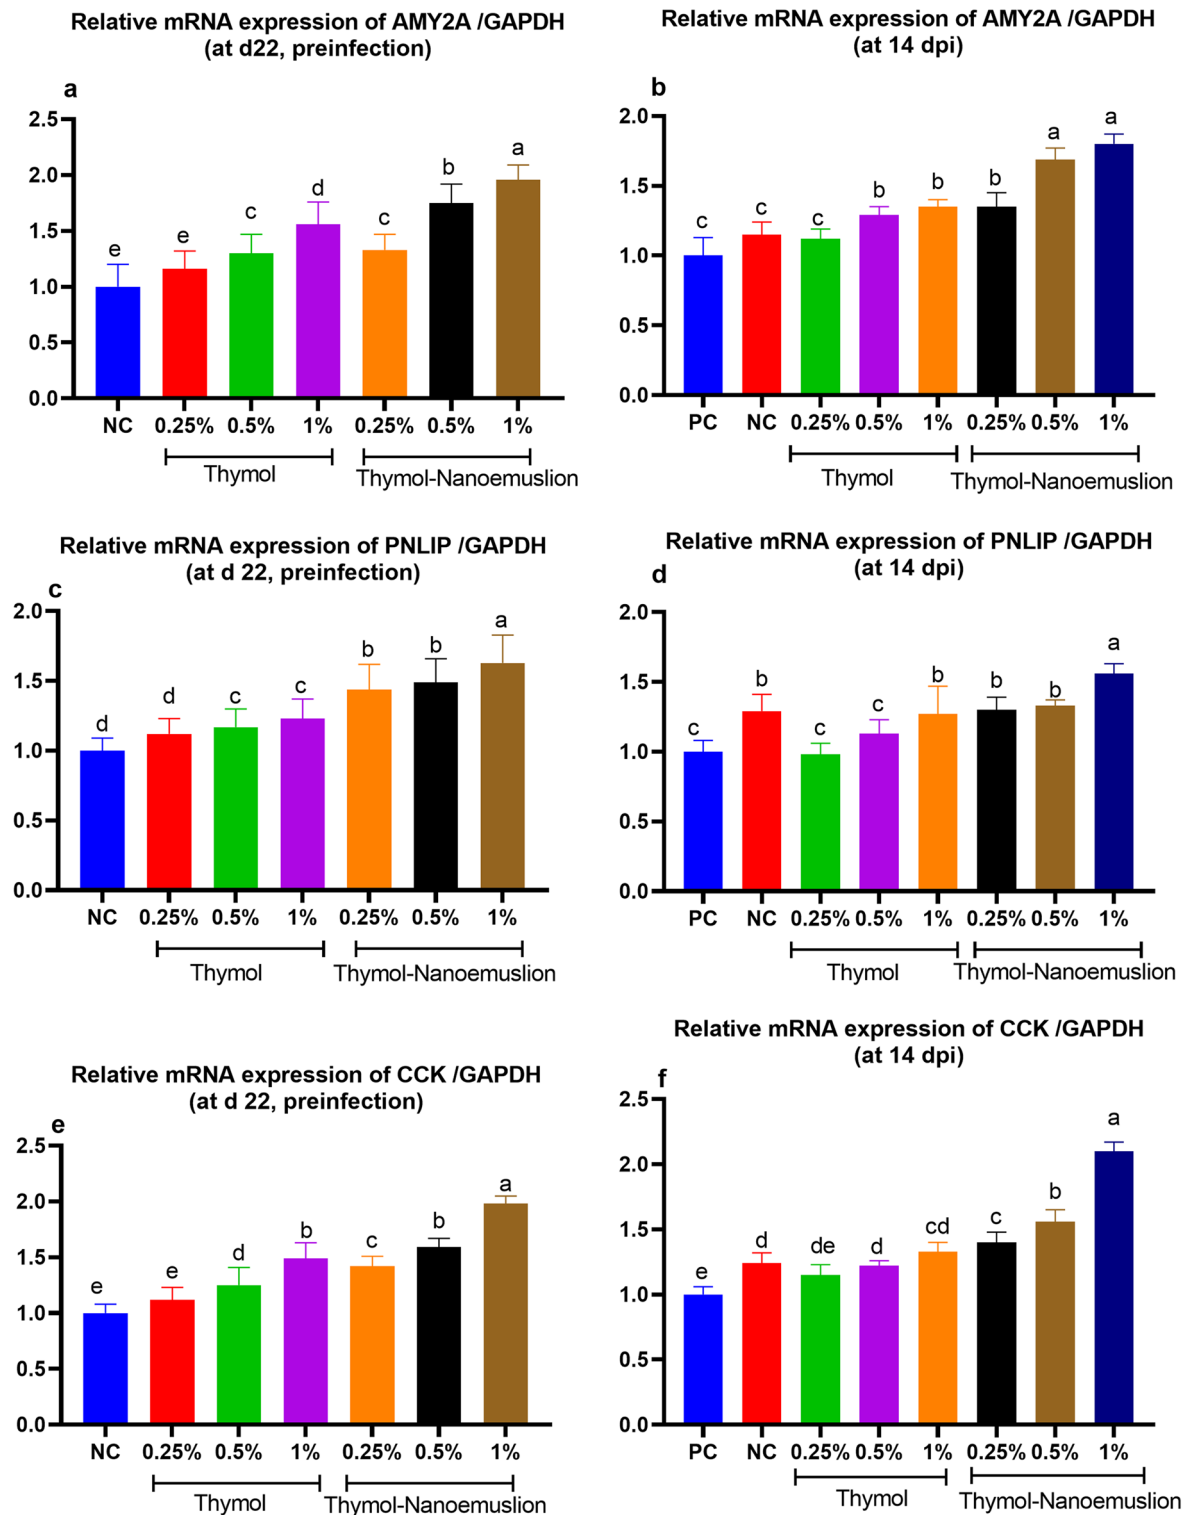 Relative mRNA expression of AMY2A /GAPDH
(at d22, preinfection)
a
2.5
2.0
1.5
1.0
0.5
0.0
e e c d c b a
NC 0.25% 0.5% 1% 0.25% 0.5% 1%
Thymol Thymol-Nanoemuslion
Relative mRNA expression of AMY2A /GAPDH
(at 14 dpi)
b
2.0
1.5
1.0
0.5
0.0
c c c b b b a a
PC NC 0.25% 0.5% 1% 0.25% 0.5% 1%
Thymol Thymol-Nanoemuslion
Relative mRNA expression of PNLIP /GAPDH
(at d 22, preinfection)
c
2.0
1.5
1.0
0.5
0.0
d d c c b b a
NC 0.25% 0.5% 1% 0.25% 0.5% 1%
Thymol Thymol-Nanoemuslion
Relative mRNA expression of PNLIP /GAPDH
(at 14 dpi)
d
2.0
1.5
1.0
0.5
0.0
c b c c b b b a
PC NC 0.25% 0.5% 1% 0.25% 0.5% 1%
Thymol Thymol-Nanoemuslion
Relative mRNA expression of CCK /GAPDH
(at d 22, preinfection)
e
2.5
2.0
1.5
1.0
0.5
0.0
e e d b c b a
NC 0.25% 0.5% 1% 0.25% 0.5% 1%
Thymol Thymol-Nanoemuslion
Relative mRNA expression of CCK /GAPDH
(at 14 dpi)
f
2.5
2.0
1.5
1.0
0.5
0.0
e d de d cd c b a
PC NC 0.25% 0.5% 1% 0.25% 0.5% 1%
Thymol Thymol-Nanoemuslion